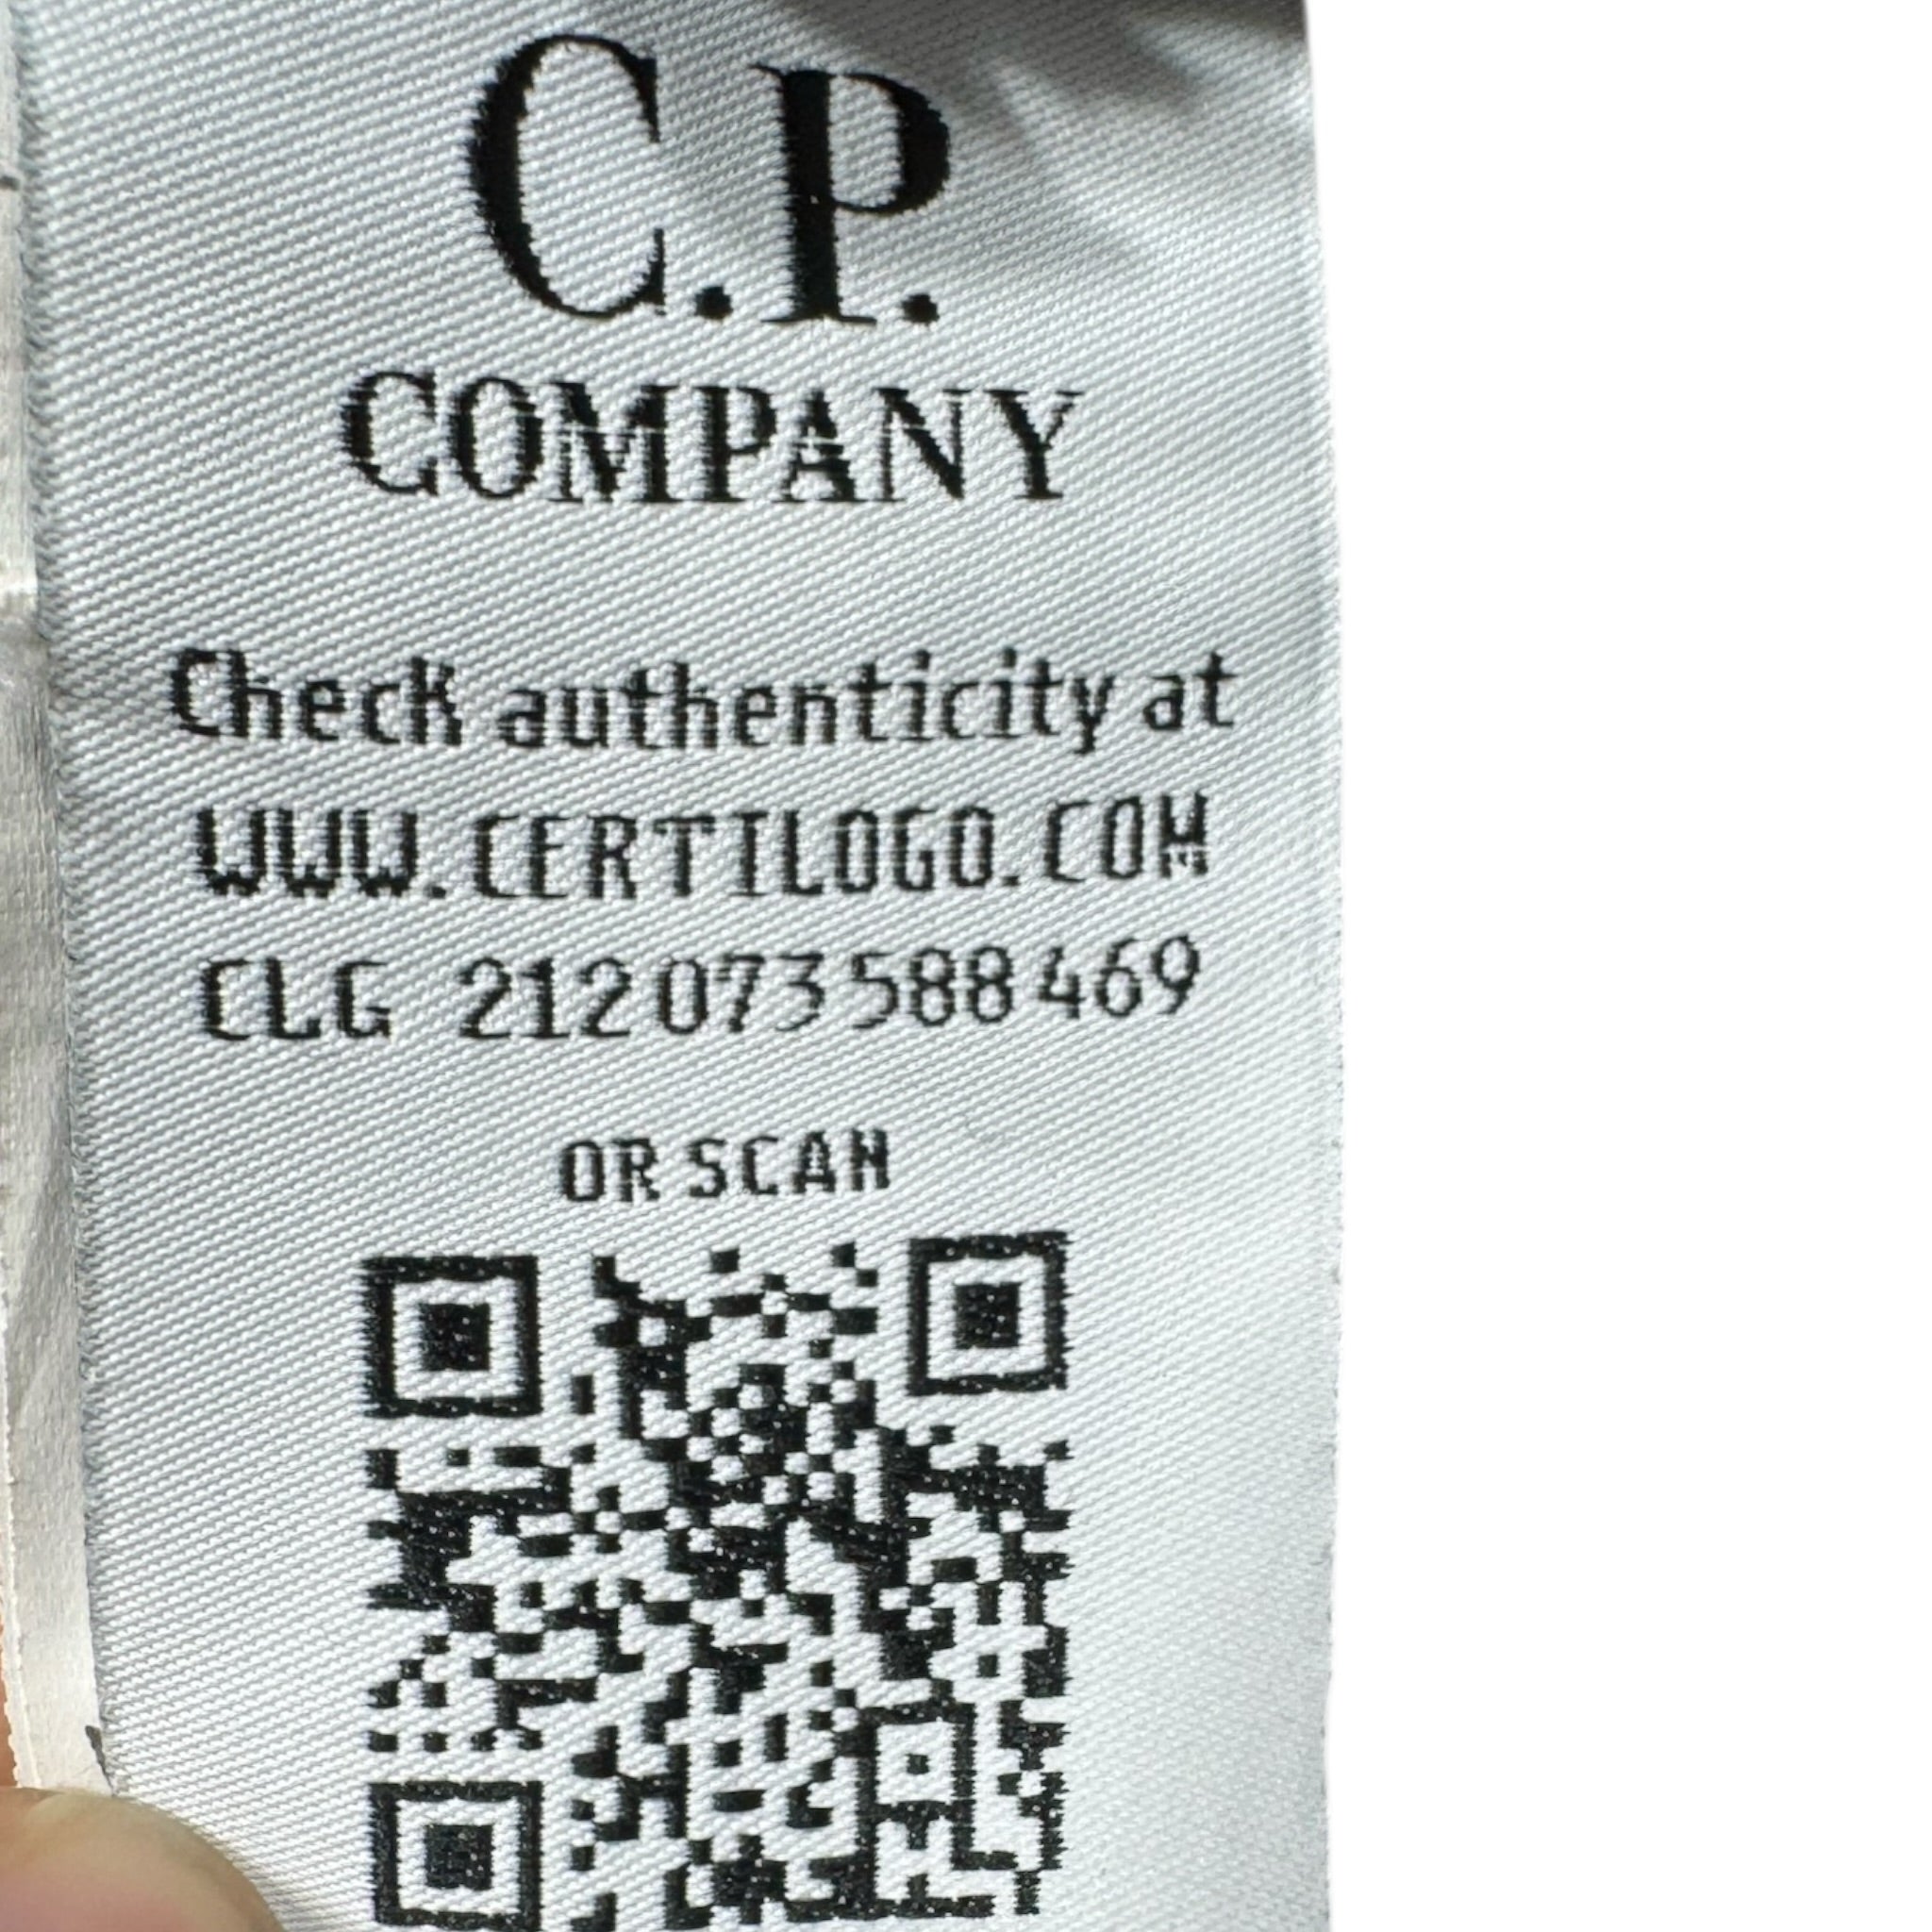 C.P.
COMPANY
Check authenticity at
WWW.CERTILOGO.COM
CLG 212073588469
OR SCAN